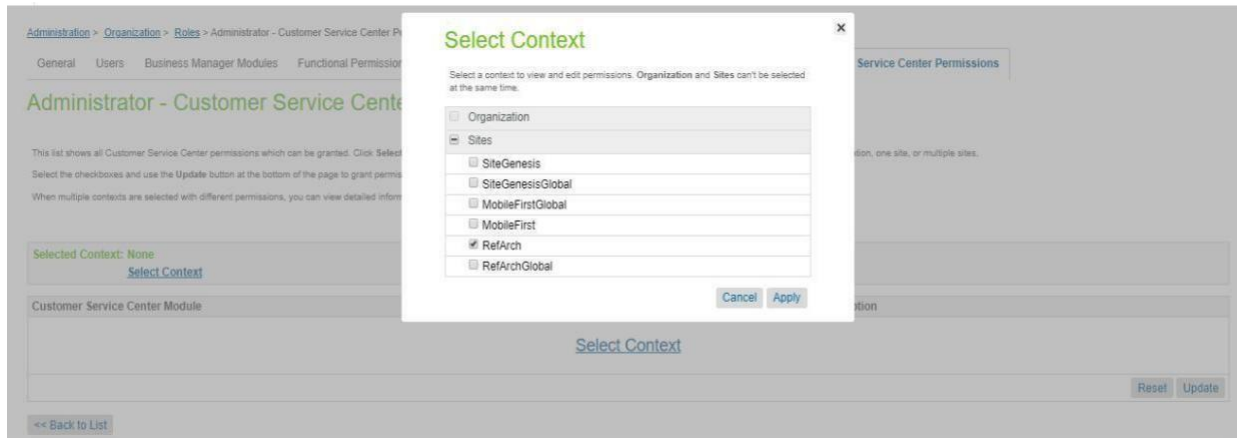 Administration > Organization > Roles > Administrator - Customer Service Center
General Users Business Manager Modules Functional Permission
Service Center Permissions
Administrator - Customer Service Cente
This list shows all Customer Service Center permissions which can be granted. Click Select
tion, one site, or multiple sites.
Select the checkboxes and use the Update button at the bottom of the page to grant permis
When multiple contexts are selected with different permissions, you can view detailed inform
Selected Context: None
Select Context
Customer Service Center Module
ption
Select Context
Reset Update
<< Back to List
Select Context
Select a context to view and edit permissions. Organization and Sites can't be selected
at the same time.
Organization
Sites
SiteGenesis
SiteGenesisGlobal
MobileFirstGlobal
MobileFirst
RefArch
RefArchGlobal
Cancel Apply